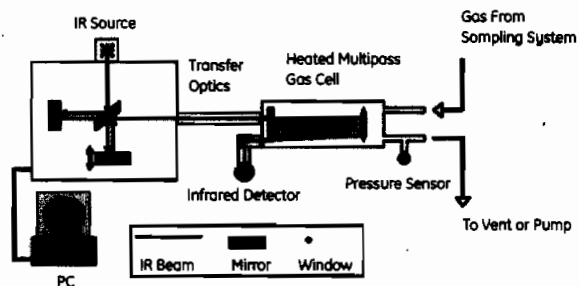 IR Source
Transfer
Optics
Heated Multipass
Gas Cell
Gas From
Sompling System
Infrared Detector
Pressure Sensor
To Vent or Pump
PC
IR Beam
Mirror
Window